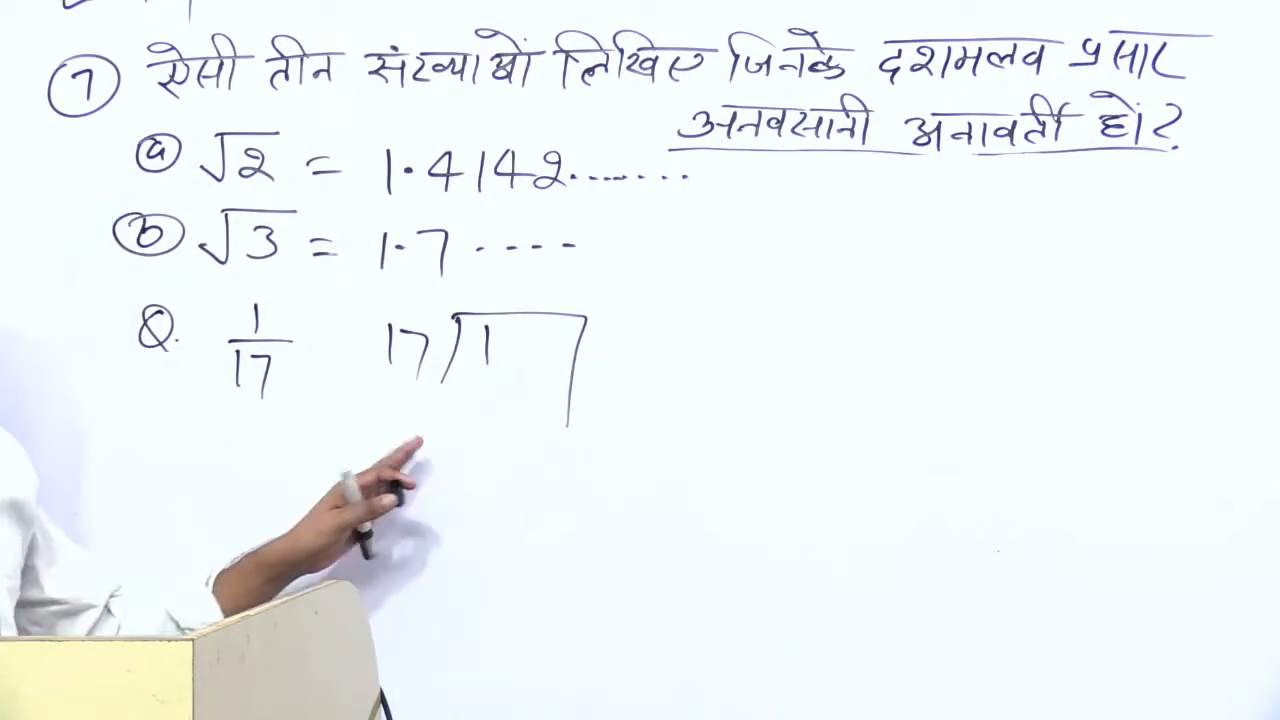 7 ऐसी तीन संख्याओं लिखिए जिनके दशमलव प्रसार
अनवसानी अनावर्ती हों?
a √2 = 1.4142.......
b √3 = 1.7 ....
Q. 1/17 17)1